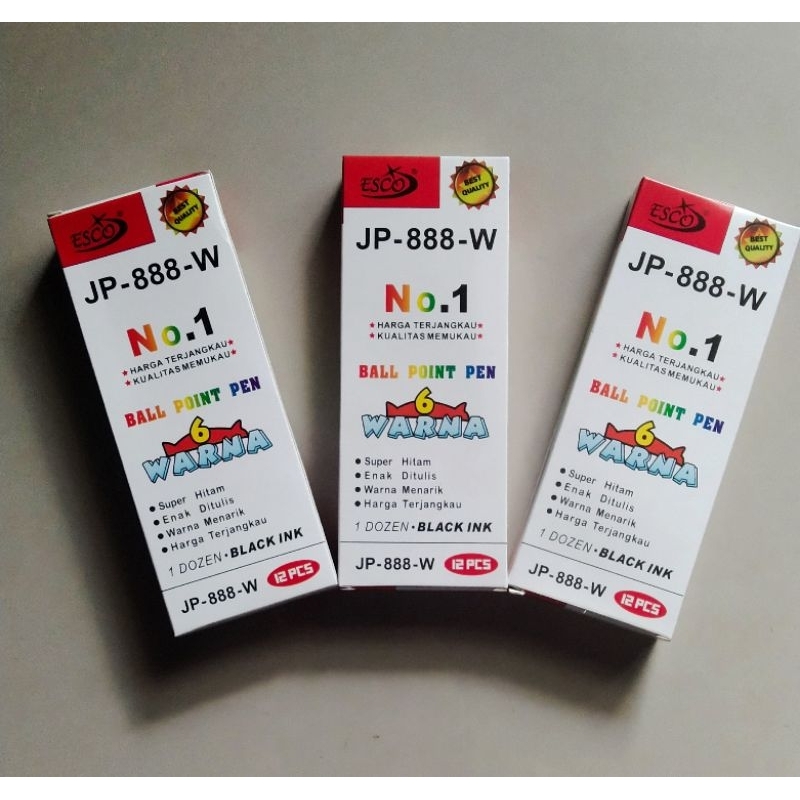 ESCO ®
BEST
QUALITY
JP-888-W
No.1
★ HARGA TERJANGKAU ★
★ KUALITAS MEMUKAU ★
BALL POINT PEN
6
WARNA
● Super Hitam
● Enak Ditulis
● Warna Menarik
● Harga Terjangkau
1 DOZEN • BLACK INK
JP-888-W 12 PCS
ESCO ®
BEST
QUALITY
JP-888-W
No.1
★ HARGA TERJANGKAU ★
★ KUALITAS MEMUKAU ★
BALL POINT PEN
6
WARNA
● Super Hitam
● Enak Ditulis
● Warna Menarik
● Harga Terjangkau
1 DOZEN • BLACK INK
JP-888-W 12 PCS
ESCO ®
BEST
QUALITY
JP-888-W
No.1
★ HARGA TERJANGKAU ★
★ KUALITAS MEMUKAU ★
BALL POINT PEN
6
WARNA
● Super Hitam
● Enak Ditulis
● Warna Menarik
● Harga Terjangkau
1 DOZEN • BLACK INK
JP-888-W 12 PCS